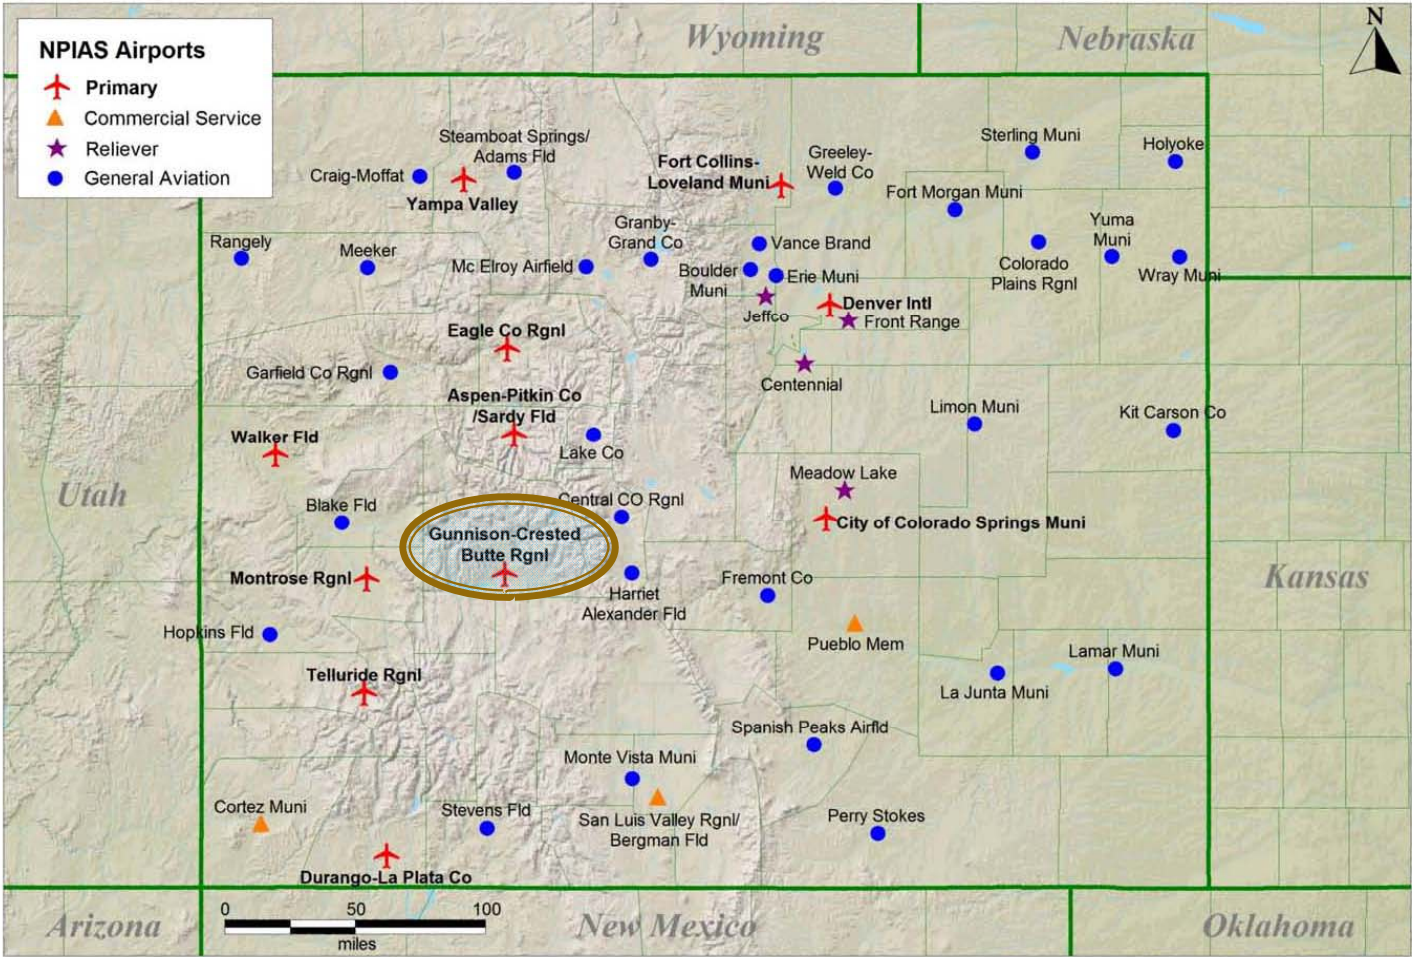 Wyoming
Nebraska
N
NPIAS Airports
Primary
Commercial Service
Reliever
General Aviation
Steamboat Springs/
Adams Fld
Craig-Moffat
Yampa Valley
Fort Collins-
Loveland Muni
Greeley-
Weld Co
Sterling Muni
Holyoke
Fort Morgan Muni
Rangely
Meeker
Mc Elroy Airfield
Granby-
Grand Co
Vance Brand
Boulder
Muni
Erie Muni
Colorado
Plains Rgnl
Yuma
Muni
Wray Muni
Jeffco
Denver Intl
Front Range
Eagle Co Rgnl
Garfield Co Rgnl
Centennial
Aspen-Pitkin Co
/Sardy Fld
Lake Co
Limon Muni
Kit Carson Co
Walker Fld
Utah
Blake Fld
Central CO Rgnl
Meadow Lake
City of Colorado Springs Muni
Gunnison-Crested
Butte Rgnl
Montrose Rgnl
Harriet
Alexander Fld
Fremont Co
Kansas
Hopkins Fld
Pueblo Mem
Telluride Rgnl
La Junta Muni
Lamar Muni
Spanish Peaks Airfld
Monte Vista Muni
Cortez Muni
Stevens Fld
San Luis Valley Rgnl/
Bergman Fld
Perry Stokes
Durango-La Plata Co
Arizona
0 50 100
miles
New Mexico
Oklahoma